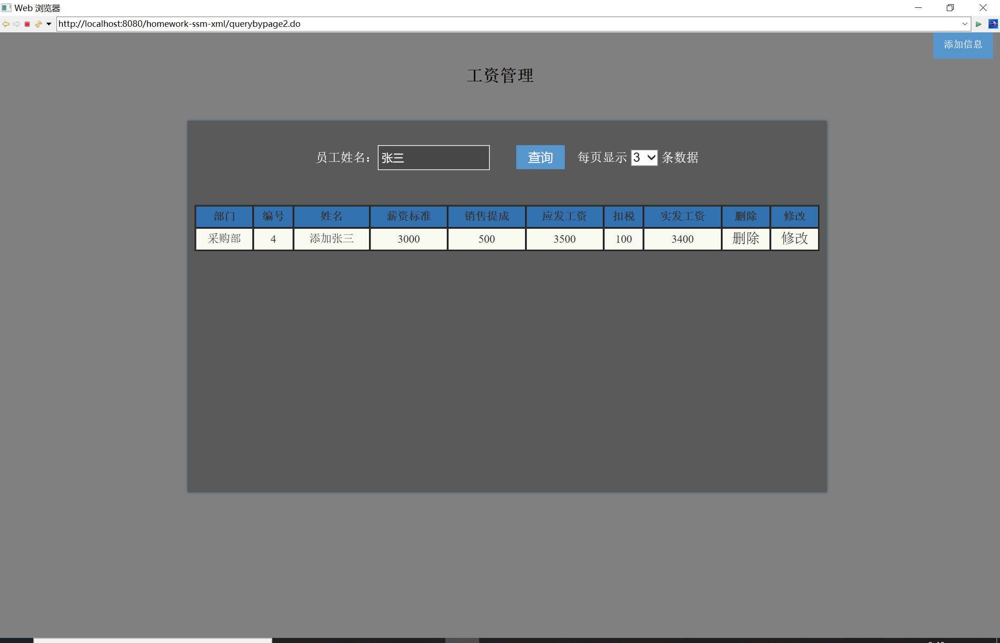 Web 浏览器
http://localhost:8080/homework-ssm-xml/querybypage2.do
添加信息
工资管理
员工姓名： 张三 查询 每页显示 3 条数据
部门 编号 姓名 薪资标准 销售提成 应发工资 扣税 实发工资 删除 修改
采购部 4 添加张三 3000 500 3500 100 3400 删除 修改